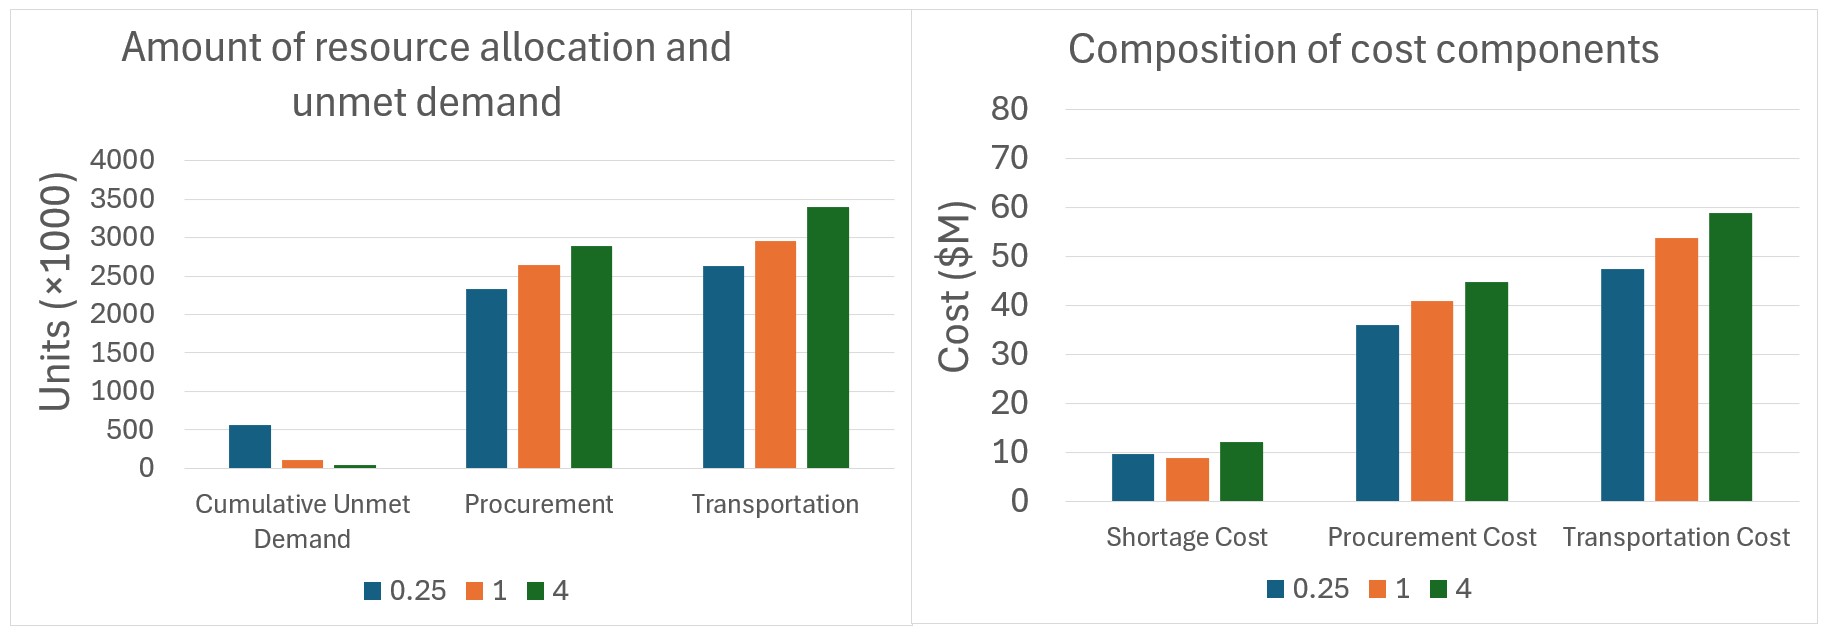 Amount of resource allocation and
unmet demand
Units (×1000)
4000
3500
3000
2500
2000
1500
1000
500
0
Cumulative Unmet
Demand
Procurement
Transportation
0.25 1 4
Composition of cost components
Cost ($M)
80
70
60
50
40
30
20
10
0
Shortage Cost
Procurement Cost
Transportation Cost
0.25 1 4